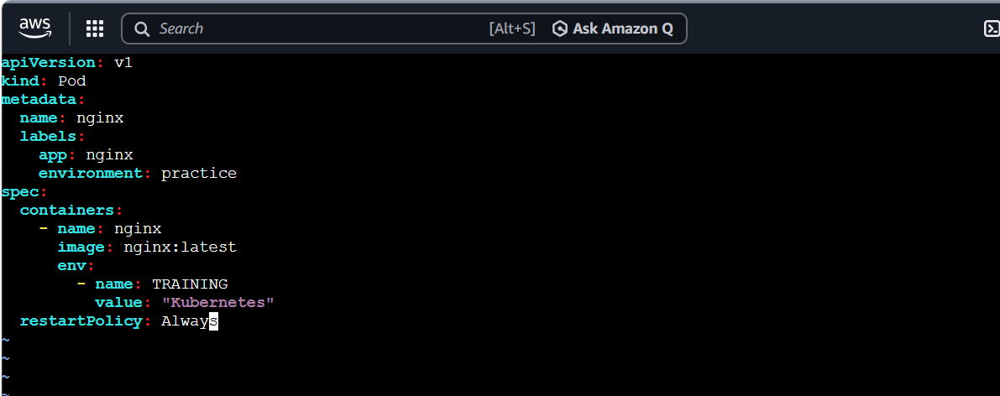 aws Search [Alt+S] Ask Amazon Q
apiVersion: v1
kind: Pod
metadata:
  name: nginx
  labels:
    app: nginx
    environment: practice
spec:
  containers:
    - name: nginx
      image: nginx:latest
      env:
        - name: TRAINING
          value: "Kubernetes"
  restartPolicy: Always
~
~
~
~